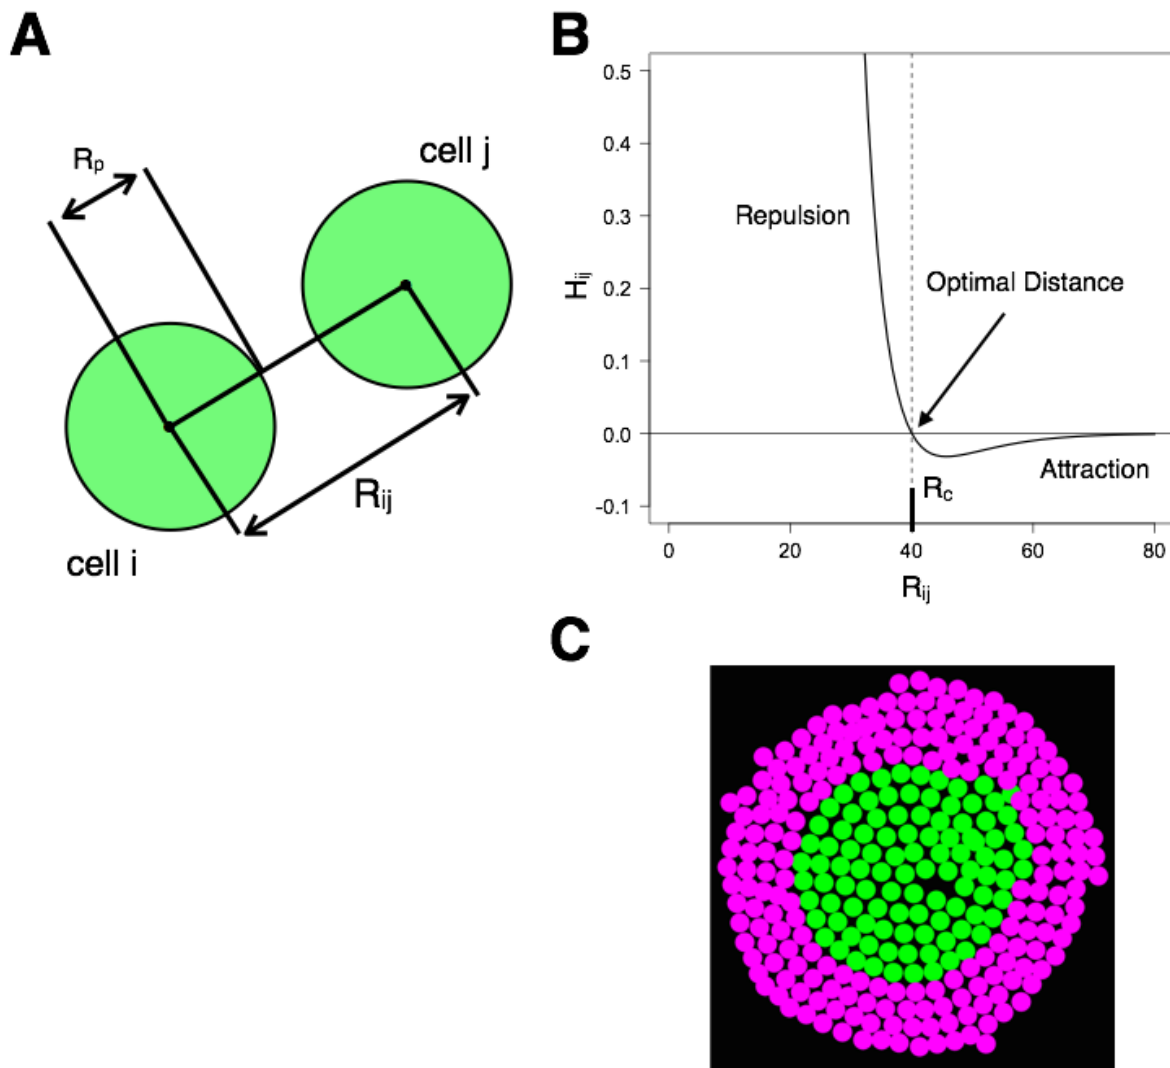 A
Rp
cell j
Rij
cell i
B
0.5
0.4
0.3
0.2
0.1
0.0
-0.1
Hij
Repulsion
Optimal Distance
Attraction
Rc
0 20 40 60 80
Rij
C